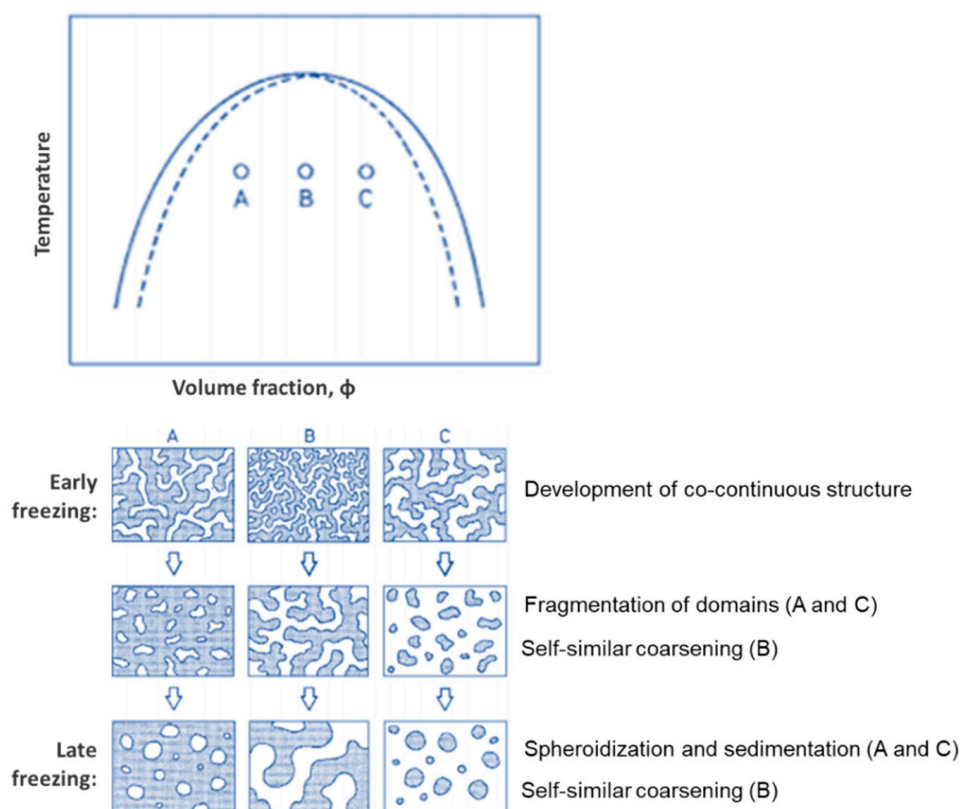 Temperature
A B C
Volume fraction, ϕ
A B C
Early
freezing:
Development of co-continuous structure
Fragmentation of domains (A and C)
Self-similar coarsening (B)
Late
freezing:
Spheroidization and sedimentation (A and C)
Self-similar coarsening (B)